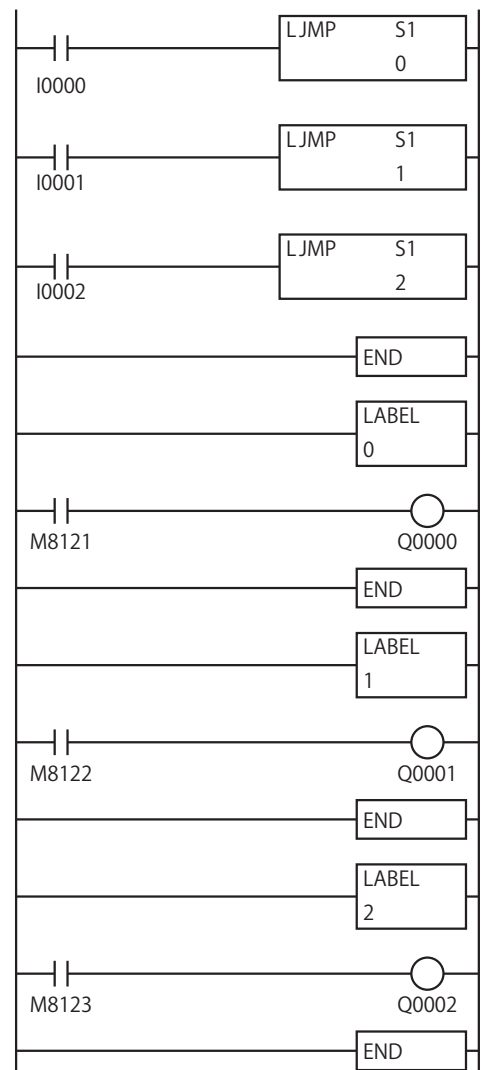 LJMP S1
0
I0000
LJMP S1
1
I0001
LJMP S1
2
I0002
END
LABEL
0
M8121 Q0000
END
LABEL
1
M8122 Q0001
END
LABEL
2
M8123 Q0002
END